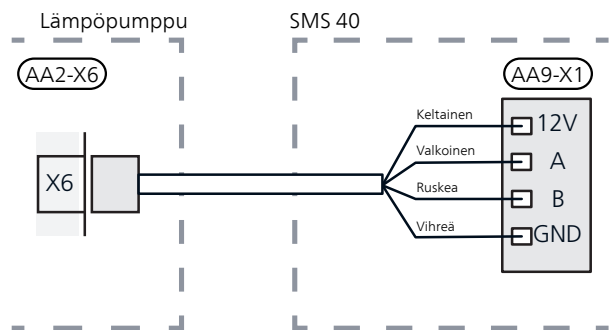 Lämpöpumppu
SMS 40
AA2-X6
AA9-X1
Keltainen
12V
Valkoinen
A
X6
Ruskea
B
Vihreä
GND